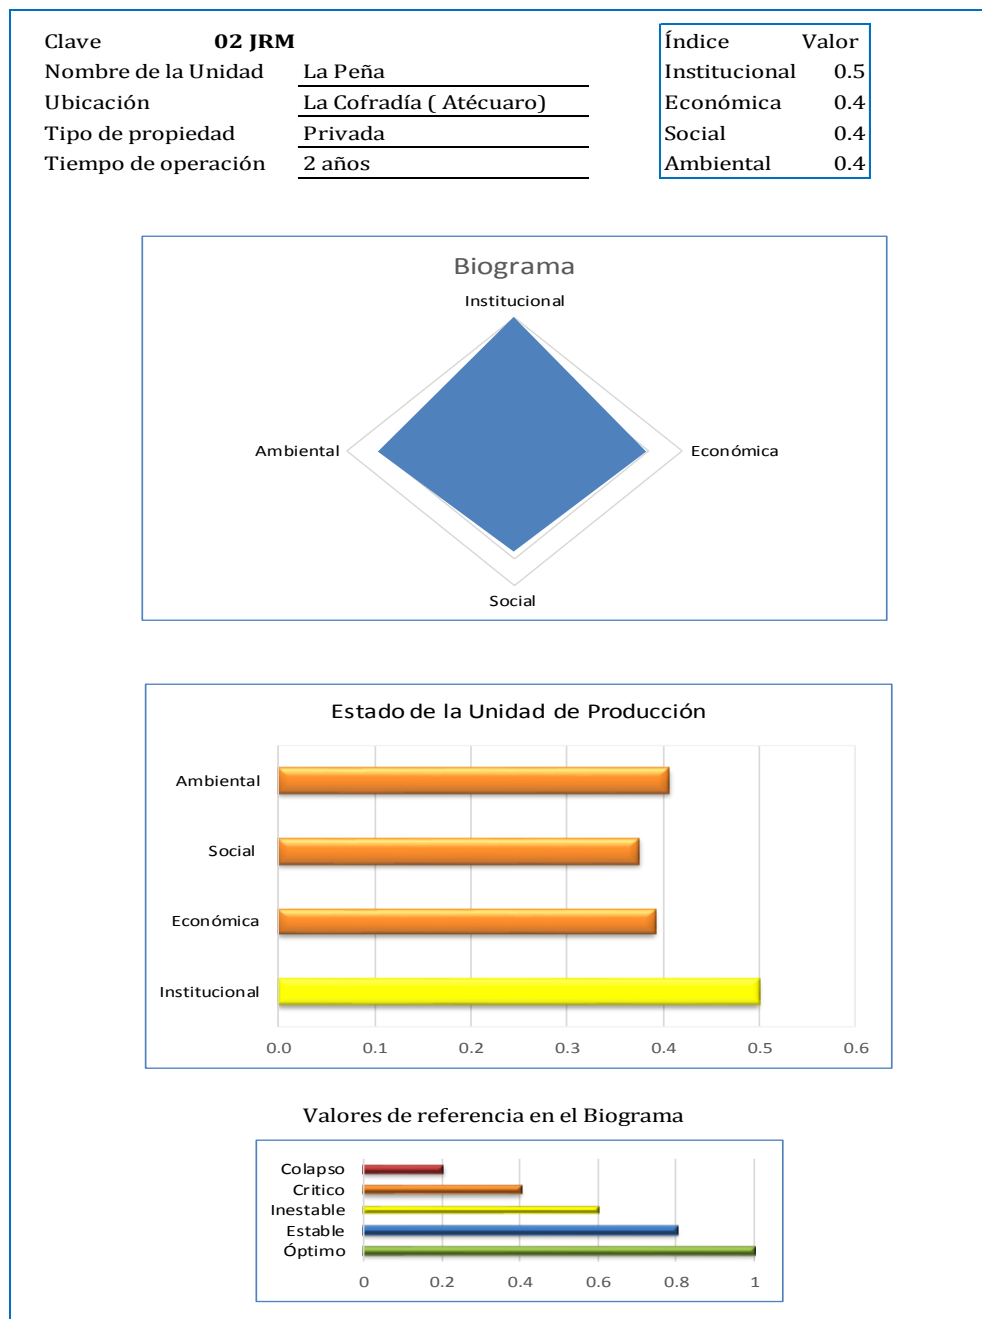 Clave 02 JRM
Nombre de la Unidad La Peña
Ubicación La Cofradía ( Atécuaro)
Tipo de propiedad Privada
Tiempo de operación 2 años
Índice Valor
Institucional 0.5
Económica 0.4
Social 0.4
Ambiental 0.4
Biograma
Institucional
Ambiental
Económica
Social
Estado de la Unidad de Producción
Ambiental
Social
Económica
Institucional
0.0 0.1 0.2 0.3 0.4 0.5 0.6
Valores de referencia en el Biograma
Colapso
Critico
Inestable
Estable
Óptimo
0 0.2 0.4 0.6 0.8 1